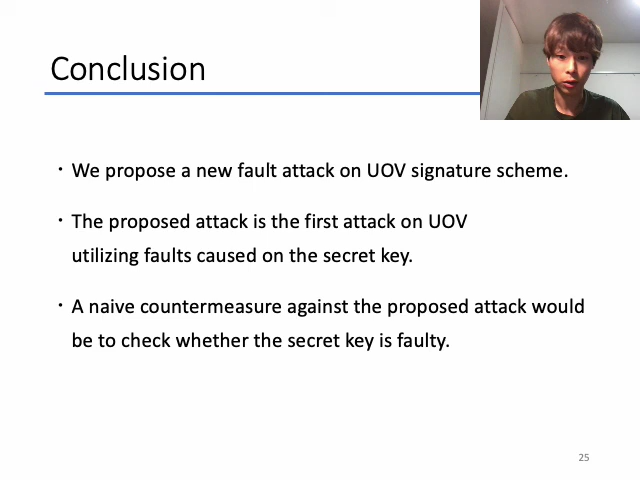 Conclusion
・We propose a new fault attack on UOV signature scheme.
・The proposed attack is the first attack on UOV
utilizing faults caused on the secret key.
・A naive countermeasure against the proposed attack would
be to check whether the secret key is faulty.
25